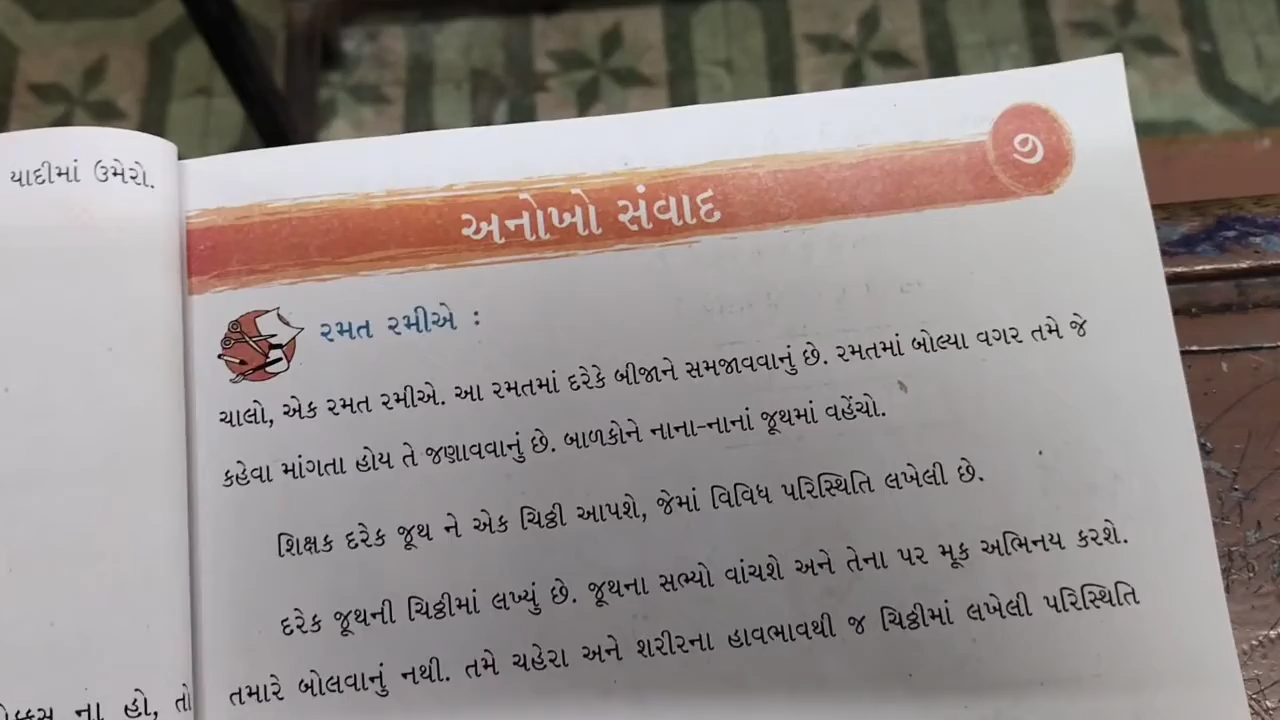 યાદીમાં ઉમેરો.
ના હો, તો
૭
અનોખો સંવાદ
રમત રમીએ :
ચાલો, એક રમત રમીએ. આ રમતમાં દરેકે બીજાને સમજાવવાનું છે. રમતમાં બોલ્યા વગર તમે જે
કહેવા માંગતા હોય તે જણાવવાનું છે. બાળકોને નાના-નાનાં જૂથમાં વહેંચો.
શિક્ષક દરેક જૂથ ને એક ચિઠ્ઠી આપશે, જેમાં વિવિધ પરિસ્થિતિ લખેલી છે.
દરેક જૂથની ચિઠ્ઠીમાં લખ્યું છે. જૂથના સભ્યો વાંચશે અને તેના પર મૂક અભિનય કરશે.
તમારે બોલવાનું નથી. તમે ચહેરા અને શરીરના હાવભાવથી જ ચિઠ્ઠીમાં લખેલી પરિસ્થિતિ